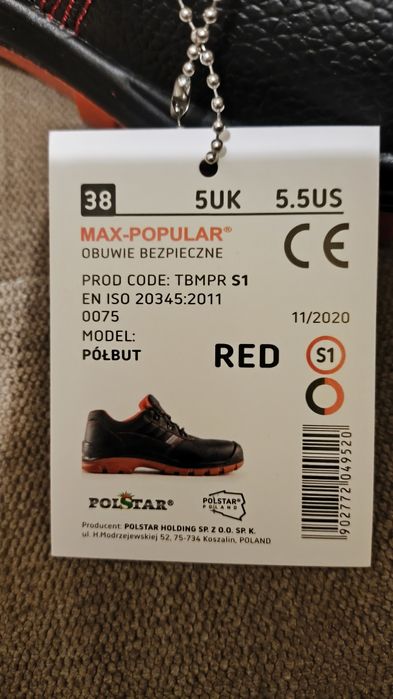 38 5UK 5.5US
MAX-POPULAR®
OBUWIE BEZPIECZNE
CE
PROD CODE: TBMPR S1
EN ISO 20345:2011
0075 11/2020
MODEL:
PÓŁBUT RED S1
POLSTAR®
POLSTAR®
POLAND
902772 049520
Producent: POLSTAR HOLDING SP. Z O.O. SP. K.
ul. H.Modrzejewskiej 52, 75-734 Koszalin, POLAND